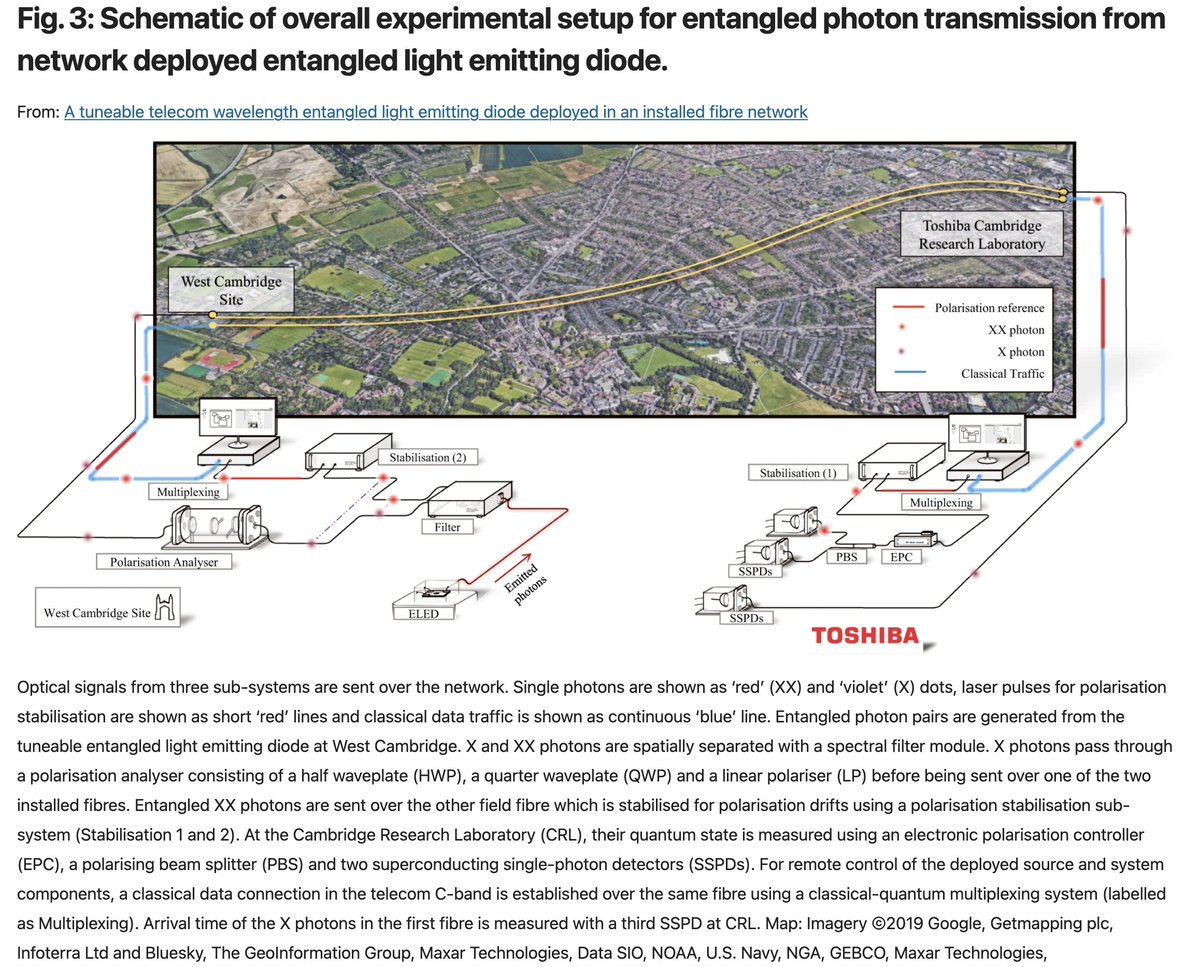 Fig. 3: Schematic of overall experimental setup for entangled photon transmission from
network deployed entangled light emitting diode.
From: A tuneable telecom wavelength entangled light emitting diode deployed in an installed fibre network
Toshiba Cambridge
Research Laboratory
West Cambridge
Site
Polarisation reference
XX photon
X photon
Classical Traffic
Stabilisation (2)
Stabilisation (1)
Multiplexing
Multiplexing
Filter
Polarisation Analyser
PBS
EPC
SSPDs
Emitted
photons
West Cambridge Site
ELED
SSPDs
TOSHIBA
Optical signals from three sub-systems are sent over the network. Single photons are shown as ‘red’ (XX) and ‘violet’ (X) dots, laser pulses for polarisation
stabilisation are shown as short ‘red’ lines and classical data traffic is shown as continuous ‘blue’ line. Entangled photon pairs are generated from the
tuneable entangled light emitting diode at West Cambridge. X and XX photons are spatially separated with a spectral filter module. X photons pass through
a polarisation analyser consisting of a half waveplate (HWP), a quarter waveplate (QWP) and a linear polariser (LP) before being sent over one of the two
installed fibres. Entangled XX photons are sent over the other field fibre which is stabilised for polarisation drifts using a polarisation stabilisation sub-
system (Stabilisation 1 and 2). At the Cambridge Research Laboratory (CRL), their quantum state is measured using an electronic polarisation controller
(EPC), a polarising beam splitter (PBS) and two superconducting single-photon detectors (SSPDs). For remote control of the deployed source and system
components, a classical data connection in the telecom C-band is established over the same fibre using a classical-quantum multiplexing system (labelled
as Multiplexing). Arrival time of the X photons in the first fibre is measured with a third SSPD at CRL. Map: Imagery ©2019 Google, Getmapping plc,
Infoterra Ltd and Bluesky, The GeoInformation Group, Maxar Technologies, Data SIO, NOAA, U.S. Navy, NGA, GEBCO, Maxar Technologies,